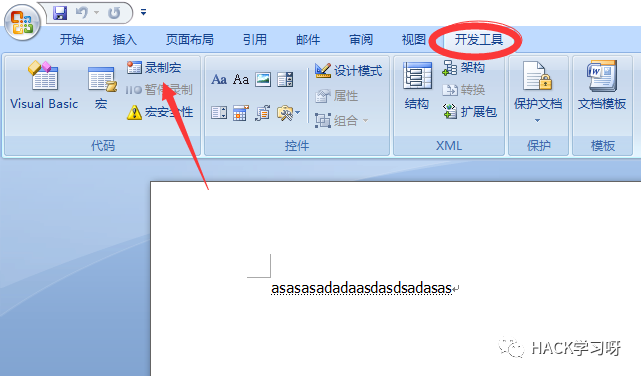 开始 插入 页面布局 引用 邮件 审阅 视图 开发工具
Visual Basic 宏 录制宏
暂停录制
宏安全性
代码
Aa Aa
设计模式
属性
组合
控件
结构 架构
转换
扩展包
XML
保护文档
保护
文档模板
模板
asasasadadaasdasdsadasas
HACK学习呀